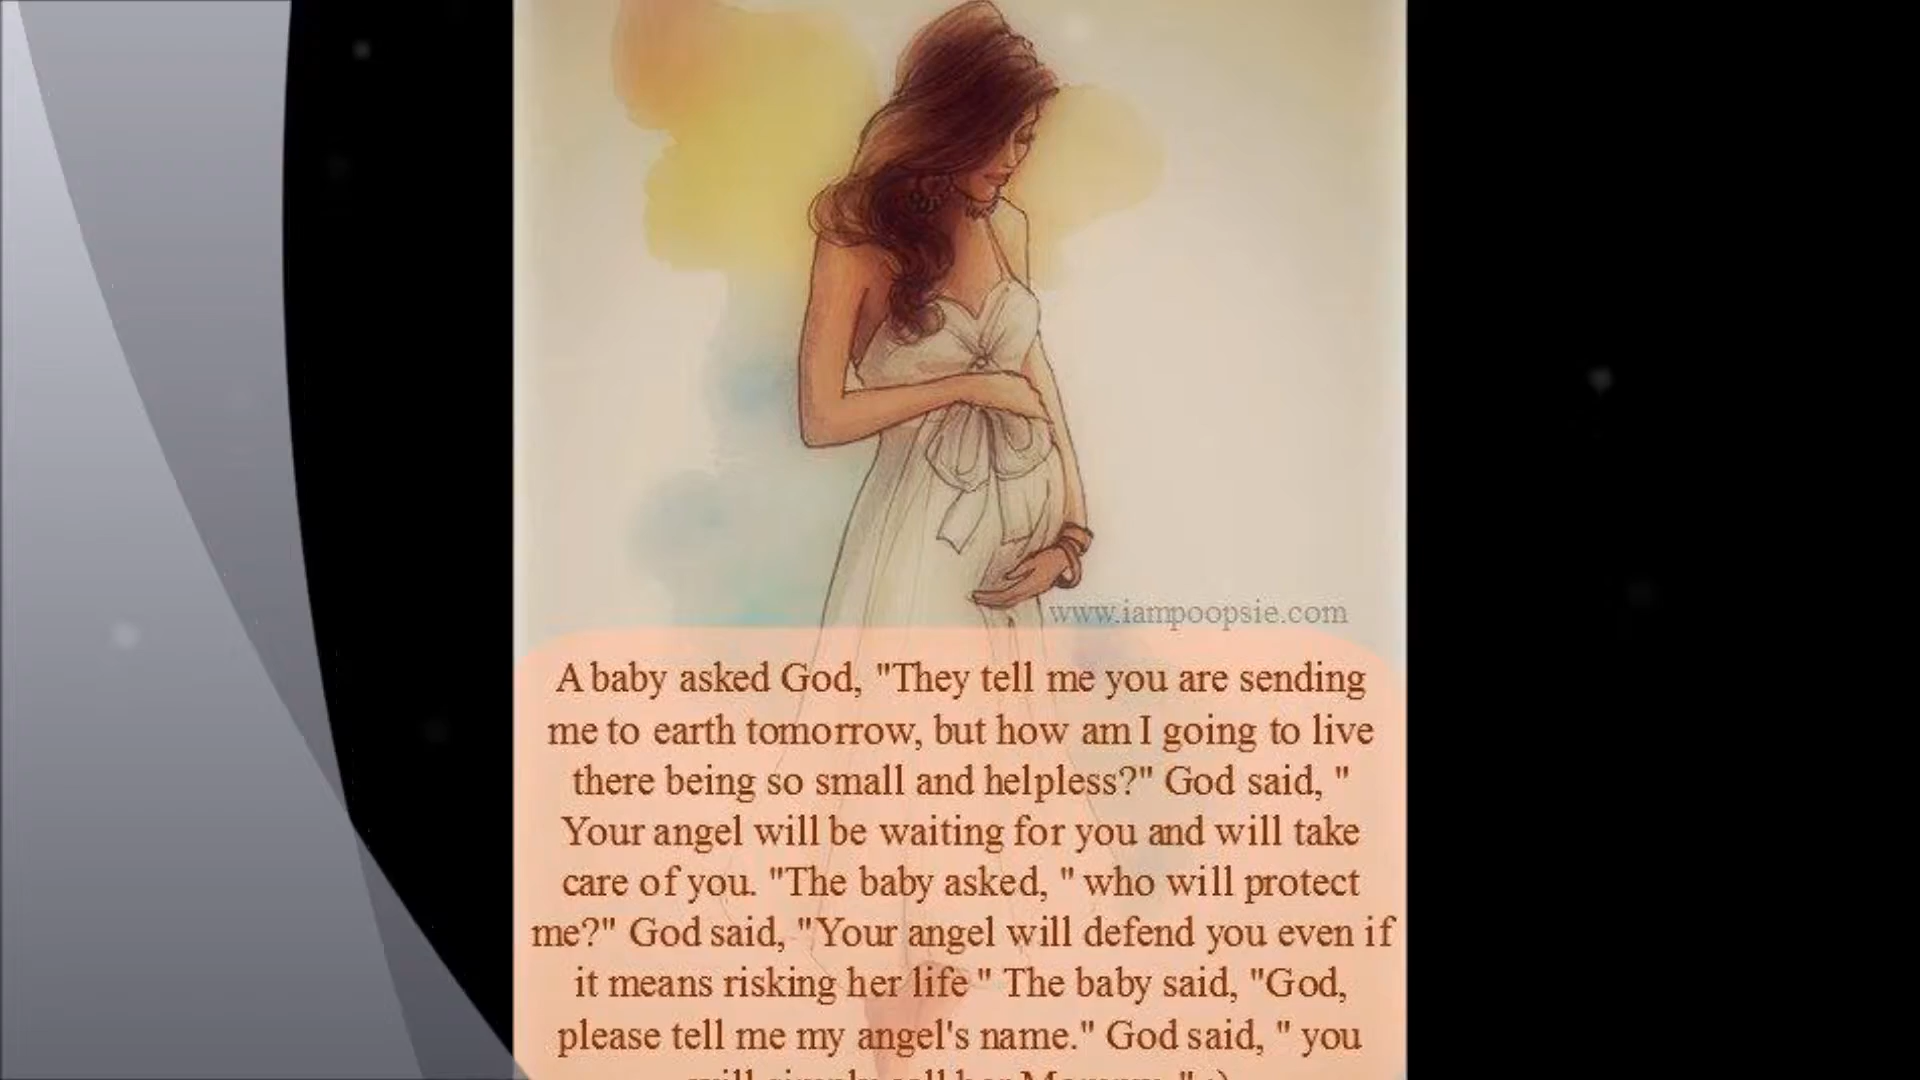 www.iampoopsie.com
A baby asked God, "They tell me you are sending
me to earth tomorrow, but how am I going to live
there being so small and helpless?" God said, "
Your angel will be waiting for you and will take
care of you. "The baby asked, " who will protect
me?" God said, "Your angel will defend you even if
it means risking her life " The baby said, "God,
please tell me my angel's name." God said, " you
will simply call her